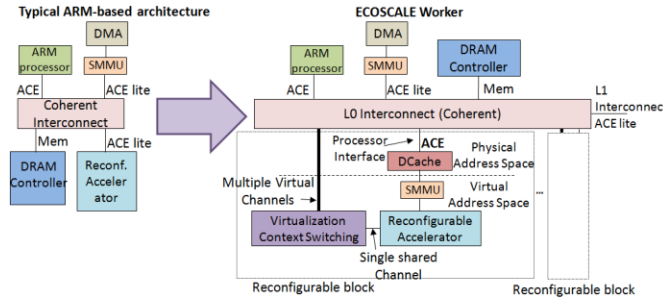 Typical ARM-based architecture
ECOSCALE Worker
DMA
ARM
processor
SMMU
ACE
ACE lite
Coherent
Interconnect
Mem
ACE lite
DRAM
Controller
Reconf.
Acceler
ator
ARM
processor
DMA
SMMU
DRAM
Controller
ACE
ACE lite
Mem
L1
Interconnec
ACE lite
L0 Interconnect (Coherent)
Processor
Interface
ACE
DCache
Physical
Address Space
Multiple Virtual
Channels
SMMU
Virtual
Address Space
...
Virtualization
Context Switching
Reconfigurable
Accelerator
Single shared
Channel
Reconfigurable block
Reconfigurable block